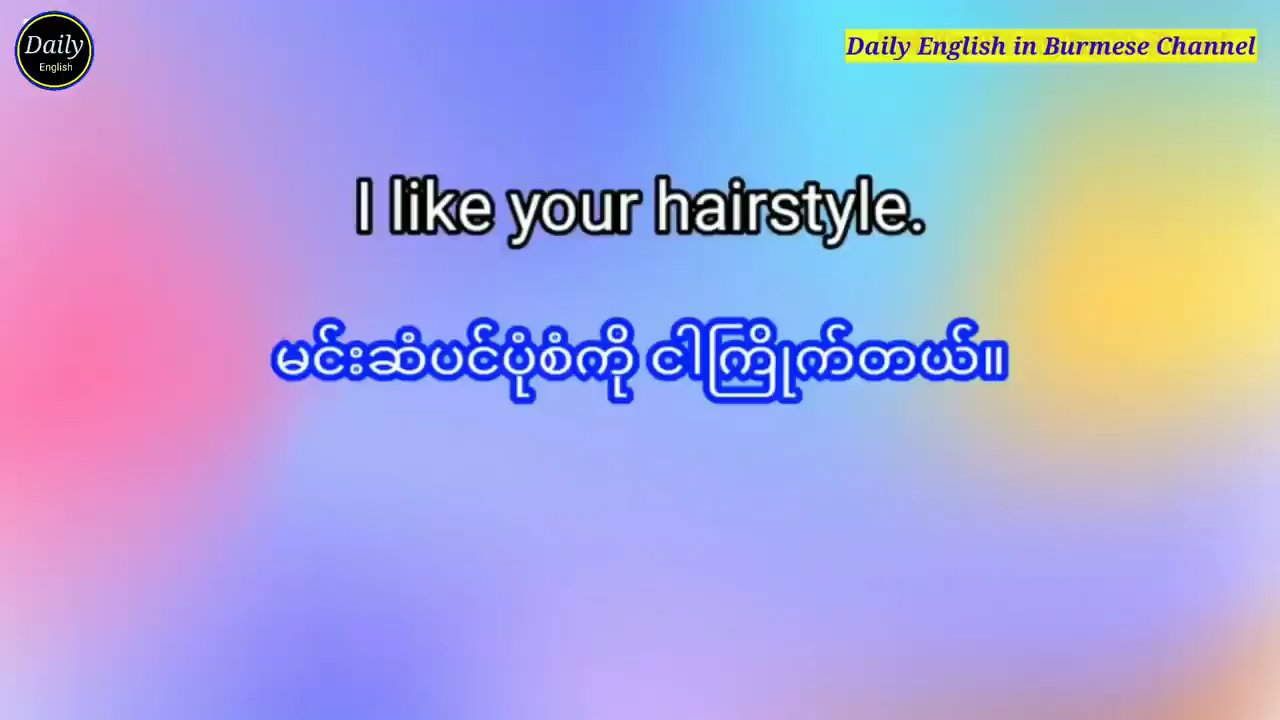 Daily
English
Daily English in Burmese Channel
I like your hairstyle.
မင်းဆံပင်ပုံစံကို ငါကြိုက်တယ်။